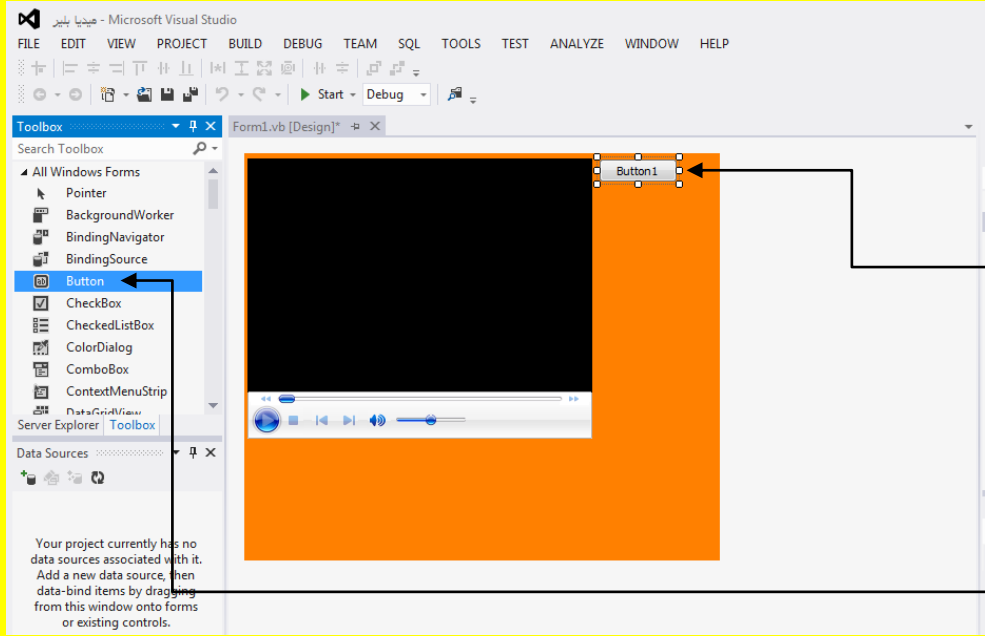 ميديا بلير - Microsoft Visual Studio
FILE EDIT VIEW PROJECT BUILD DEBUG TEAM SQL TOOLS TEST ANALYZE WINDOW HELP
Start Debug
Toolbox
Form1.vb [Design]*
Search Toolbox
All Windows Forms
Pointer
BackgroundWorker
BindingNavigator
BindingSource
Button
CheckBox
CheckedListBox
ColorDialog
ComboBox
ContextMenuStrip
DataGridView
Server Explorer Toolbox
Button1
Data Sources
Your project currently has no
data sources associated with it.
Add a new data source, then
data-bind items by dragging
from this window onto forms
or existing controls.